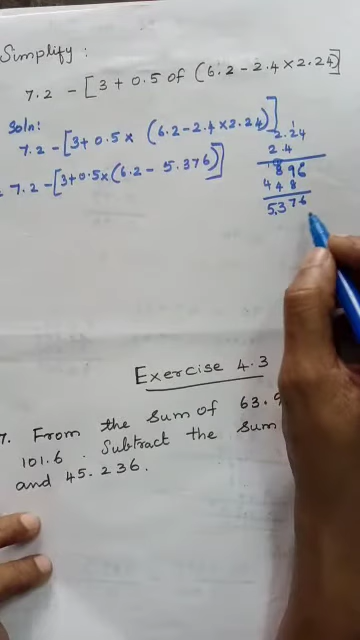 Simplify:
7.2 - [3 + 0.5 of (6.2 - 2.4 × 2.24)]
Soln:
7.2 - [3 + 0.5 × (6.2 - 2.4 × 2.24)]
= 7.2 - [3 + 0.5 × (6.2 - 5.376)]
1
2.24
2.4
896
448
5.376
Exercise 4.3
7. From the sum of 63.9
101.6. Subtract the sum
and 45.236.